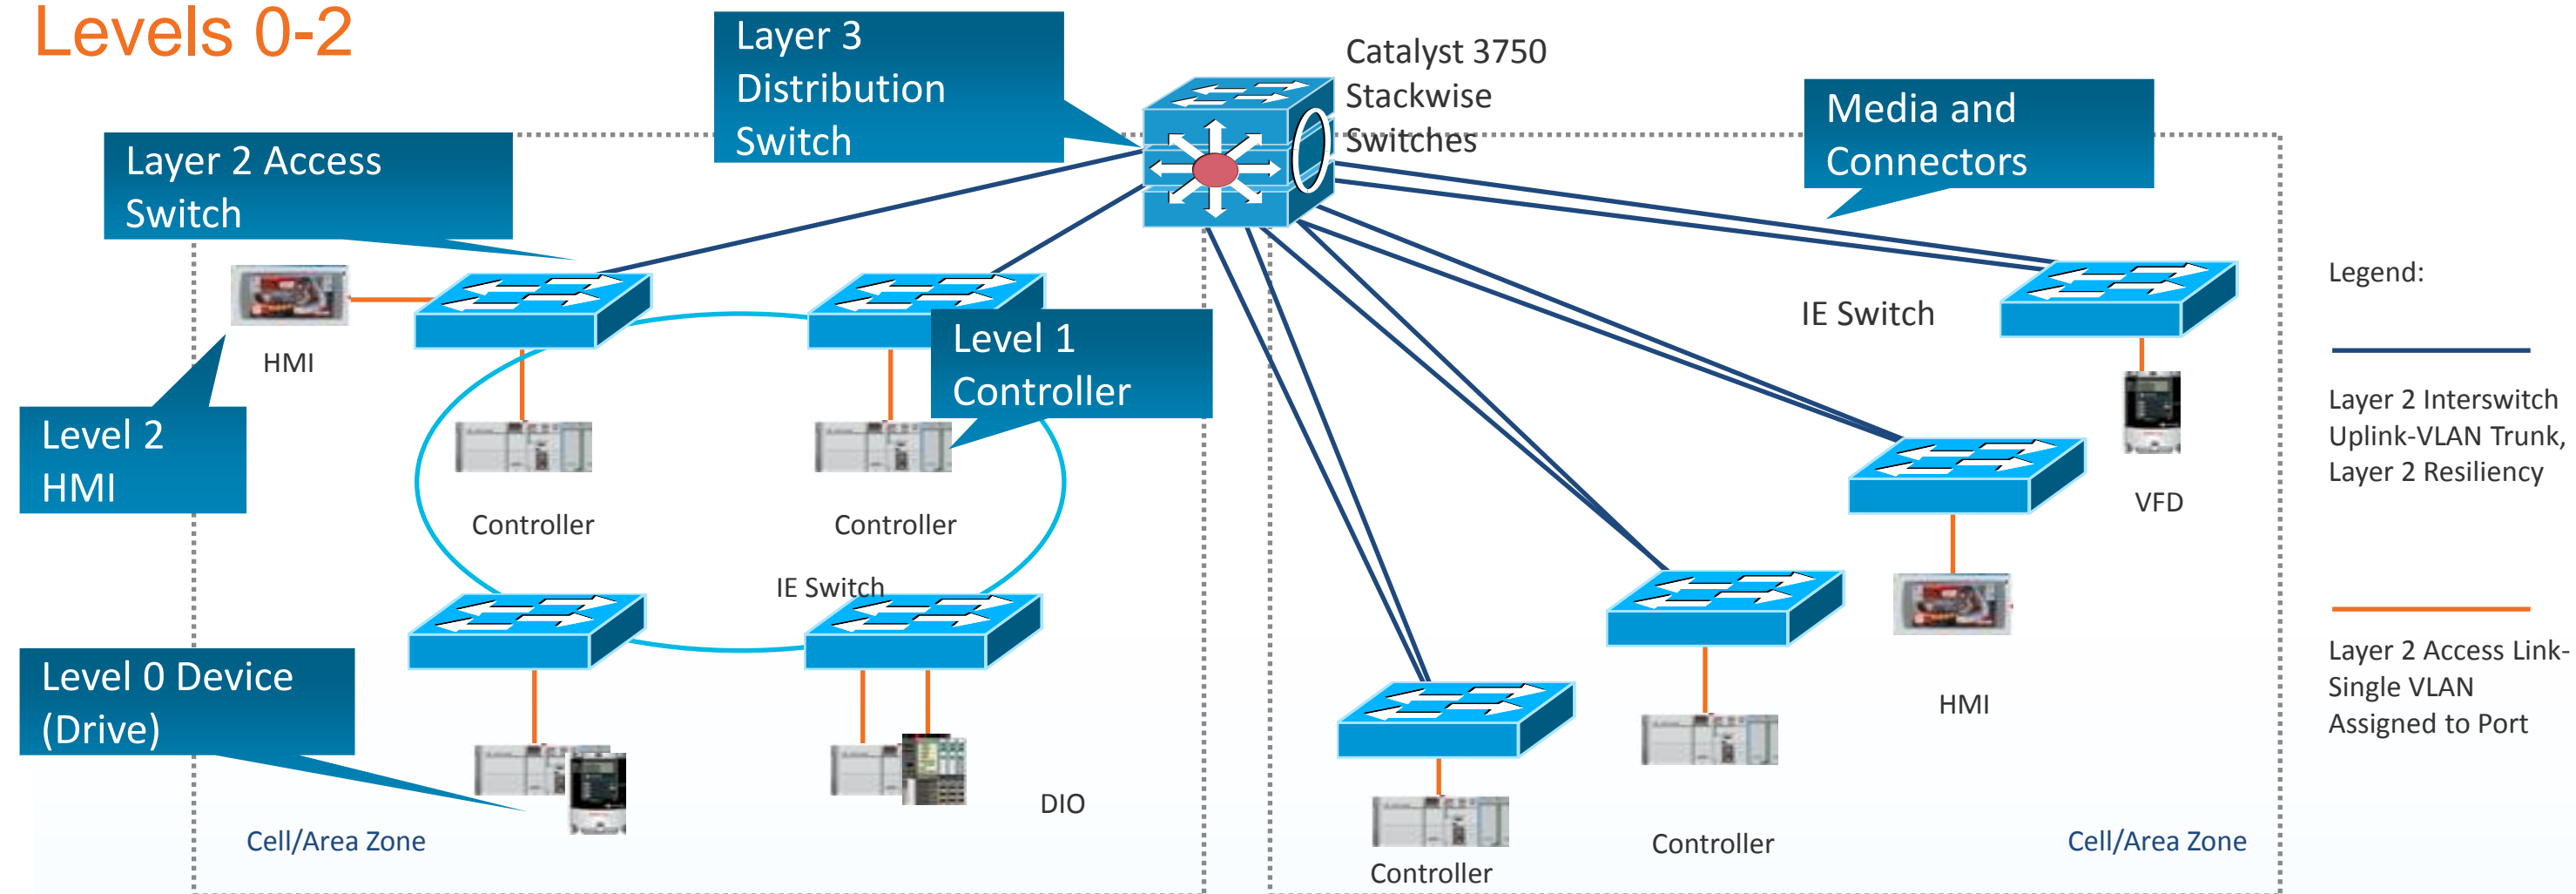 Levels 0-2
Layer 3
Distribution
Switch
Catalyst 3750
Stackwise
Switches
Media and
Connectors
Layer 2 Access
Switch
HMI
Level 2
HMI
Level 1
Controller
Controller
Controller
IE Switch
Level 0 Device
(Drive)
DIO
Cell/Area Zone
IE Switch
VFD
HMI
Controller
Controller
Cell/Area Zone
Legend:
Layer 2 Interswitch
Uplink-VLAN Trunk,
Layer 2 Resiliency
Layer 2 Access Link-
Single VLAN
Assigned to Port